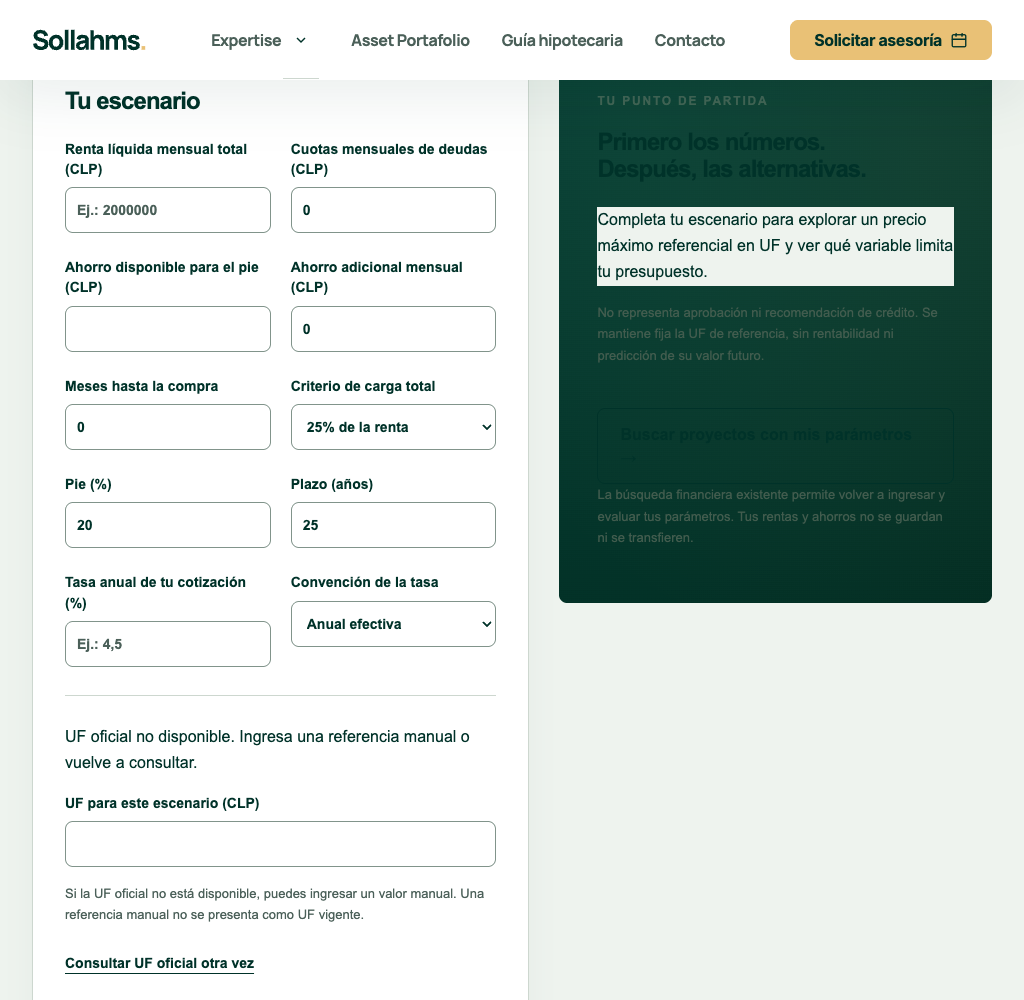 Sollahms.
Expertise
Asset Portafolio
Guía hipotecaria
Contacto
Solicitar asesoría
Tu escenario
Renta líquida mensual total
(CLP)
Ej.: 2000000
Cuotas mensuales de deudas
(CLP)
0
Ahorro disponible para el pie
(CLP)
Ahorro adicional mensual
(CLP)
0
Meses hasta la compra
0
Criterio de carga total
25% de la renta
Pie (%)
20
Plazo (años)
25
Tasa anual de tu cotización
(%)
Ej.: 4,5
Convención de la tasa
Anual efectiva
UF oficial no disponible. Ingresa una referencia manual o
vuelve a consultar.
UF para este escenario (CLP)
Si la UF oficial no está disponible, puedes ingresar un valor manual. Una
referencia manual no se presenta como UF vigente.
Consultar UF oficial otra vez
TU PUNTO DE PARTIDA
Primero los números.
Después, las alternativas.
Completa tu escenario para explorar un precio
máximo referencial en UF y ver qué variable limita
tu presupuesto.
No representa aprobación ni recomendación de crédito. Se
mantiene fija la UF de referencia, sin rentabilidad ni
predicción de su valor futuro.
Buscar proyectos con mis parámetros
→
La búsqueda financiera existente permite volver a ingresar y
evaluar tus parámetros. Tus rentas y ahorros no se guardan
ni se transfieren.